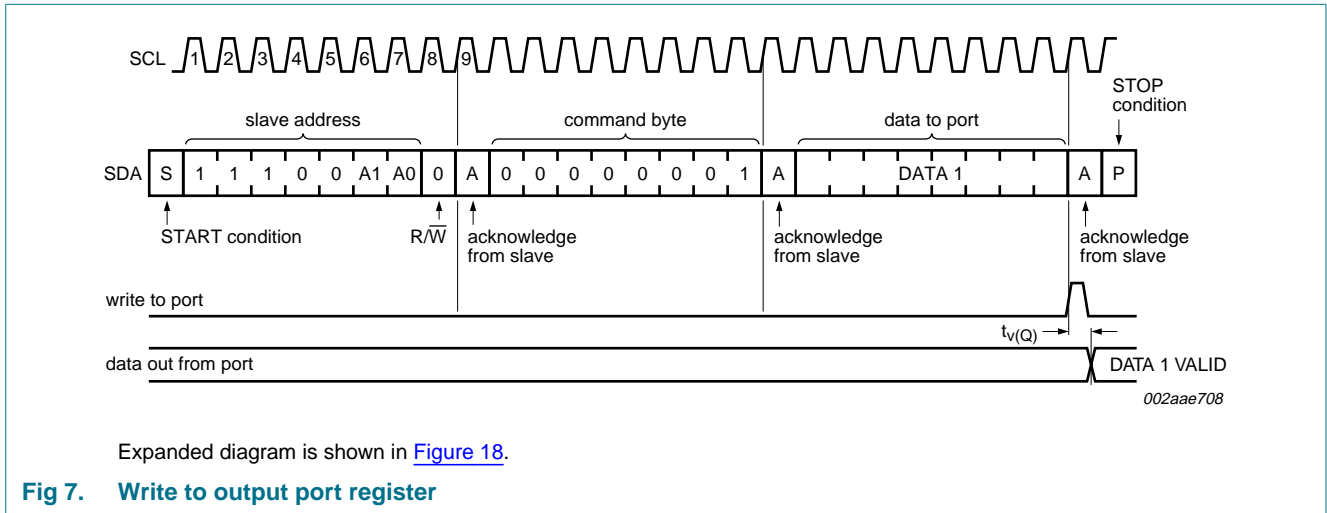 SCL 1 2 3 4 5 6 7 8 9
STOP
condition
slave address command byte data to port
SDA S 1 1 1 0 0 A1 A0 0 A 0 0 0 0 0 0 0 1 A DATA 1 A P
START condition R/W̅ acknowledge from slave acknowledge from slave acknowledge from slave
write to port
tv(Q)
data out from port DATA 1 VALID
002aae708
Expanded diagram is shown in Figure 18.
Fig 7. Write to output port register